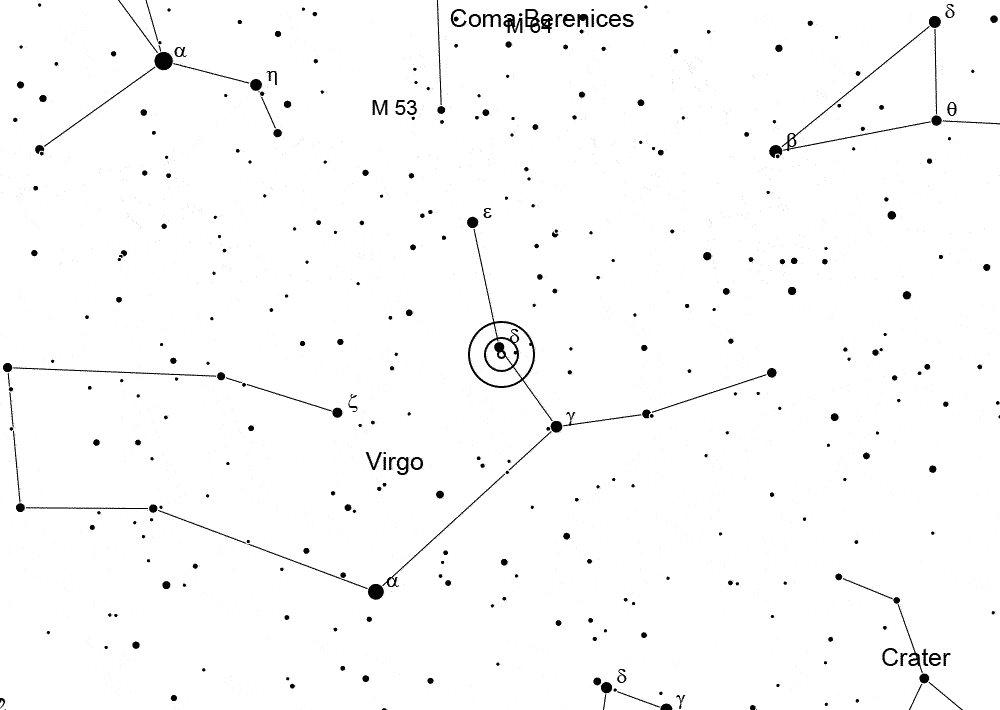 Coma Berenices
M 64
δ
α
η
M 53
θ
β
ε
δ
ζ
γ
Virgo
α
Crater
δ
γ